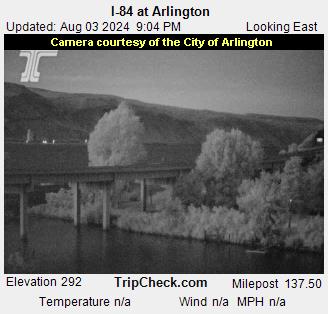 I-84 at Arlington
Updated: Aug 03 2024 9:04 PM Looking East
Camera courtesy of the City of Arlington
Elevation 292 TripCheck.com Milepost 137.50
Temperature n/a Wind n/a MPH n/a